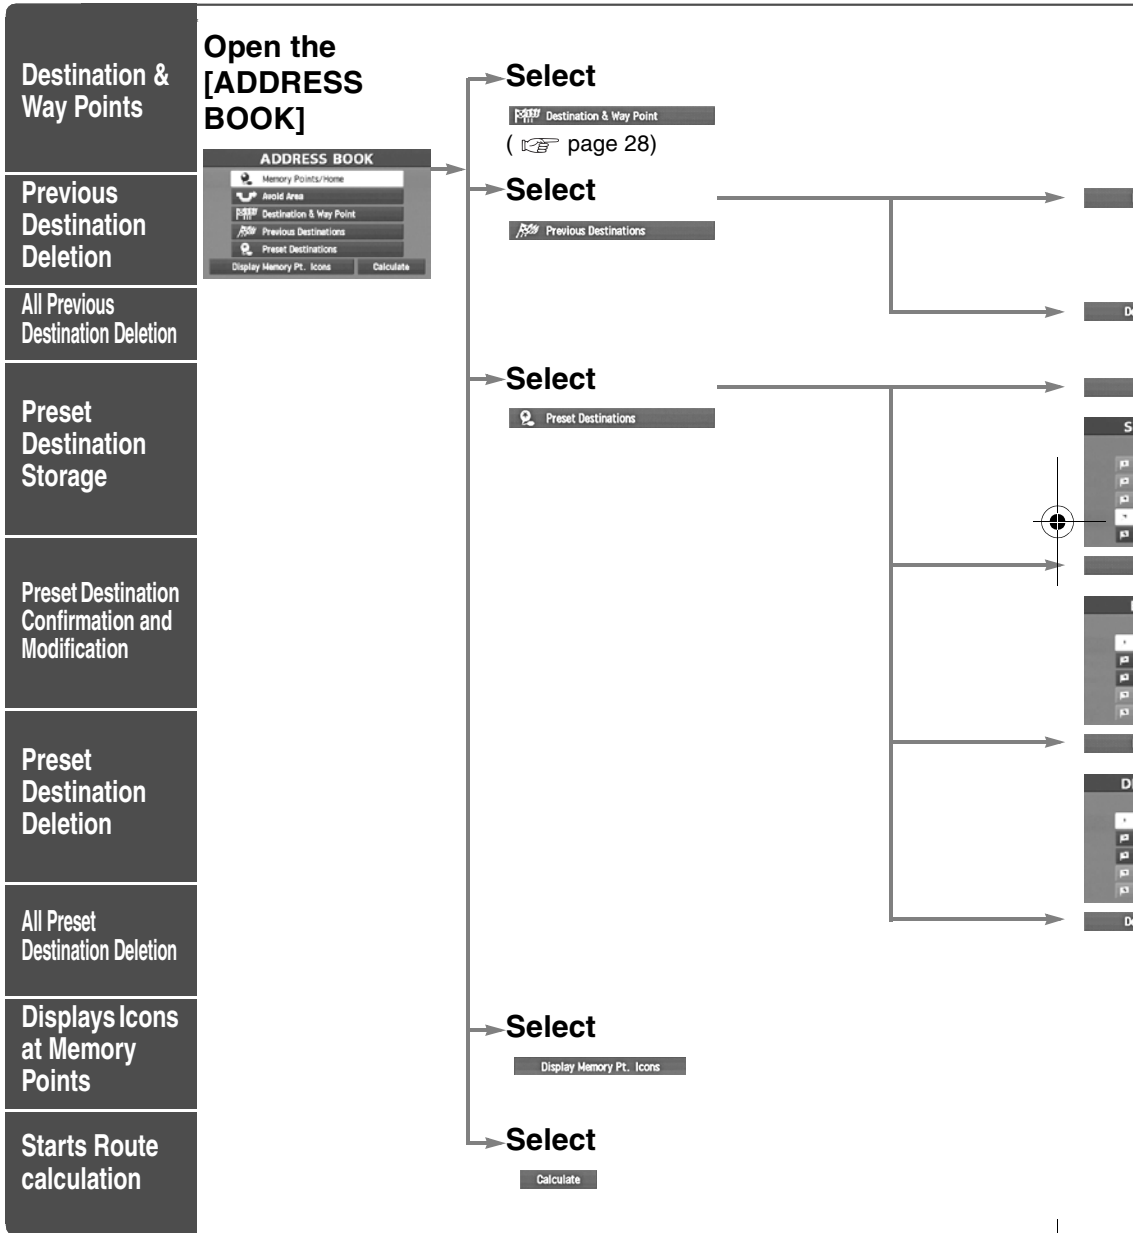 Destination &
Way Points
Open the
[ADDRESS
BOOK]
ADDRESS BOOK
Memory Points/Home
Avoid Area
Destination & Way Point
Previous Destinations
Preset Destinations
Display Memory Pt. Icons
Calculate
Select
Destination & Way Point
( ☞ page 28)
Previous
Destination
Deletion
Select
Previous Destinations
All Previous
Destination Deletion
Preset
Destination
Storage
Select
Preset Destinations
Preset Destination
Confirmation and
Modification
Preset
Destination
Deletion
All Preset
Destination Deletion
Displays Icons
at Memory
Points
Select
Display Memory Pt. Icons
Starts Route
calculation
Select
Calculate